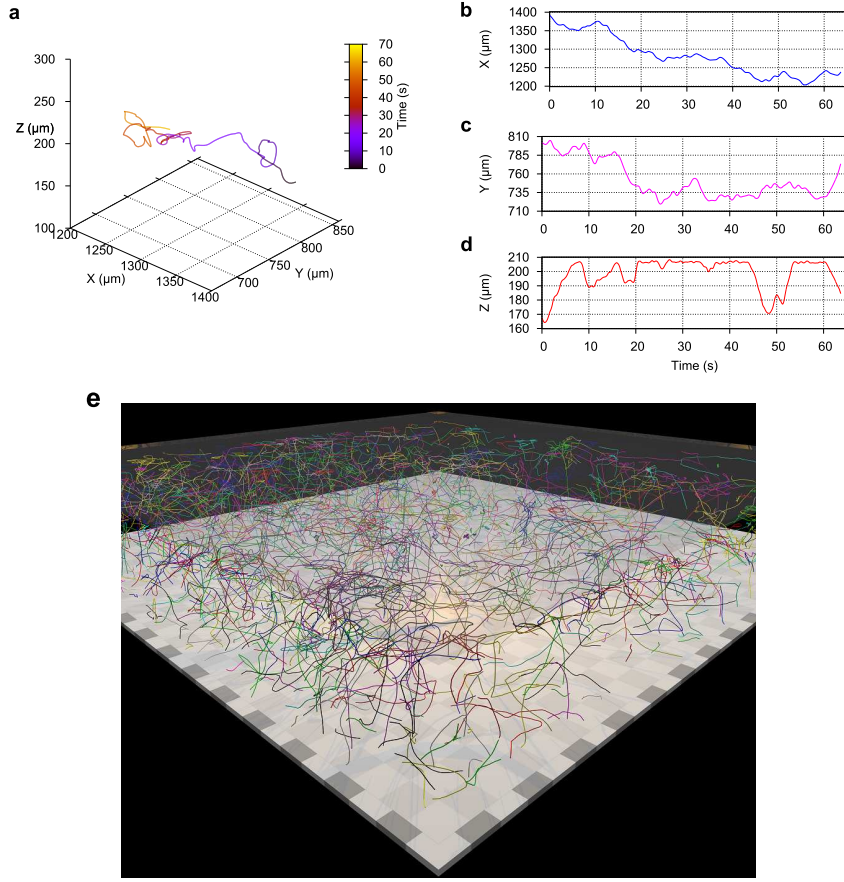 a
300
250
Z (μm)
200
150
100
1200
1250
1300
1350
1400
X (μm)
700
750
800
850
Y (μm)
70
60
50
40
30
20
10
0
Time (s)
b
1400
1350
1300
1250
1200
X (μm)
0 10 20 30 40 50 60
c
810
785
760
735
710
Y (μm)
0 10 20 30 40 50 60
d
210
200
190
180
170
160
Z (μm)
0 10 20 30 40 50 60
Time (s)
e